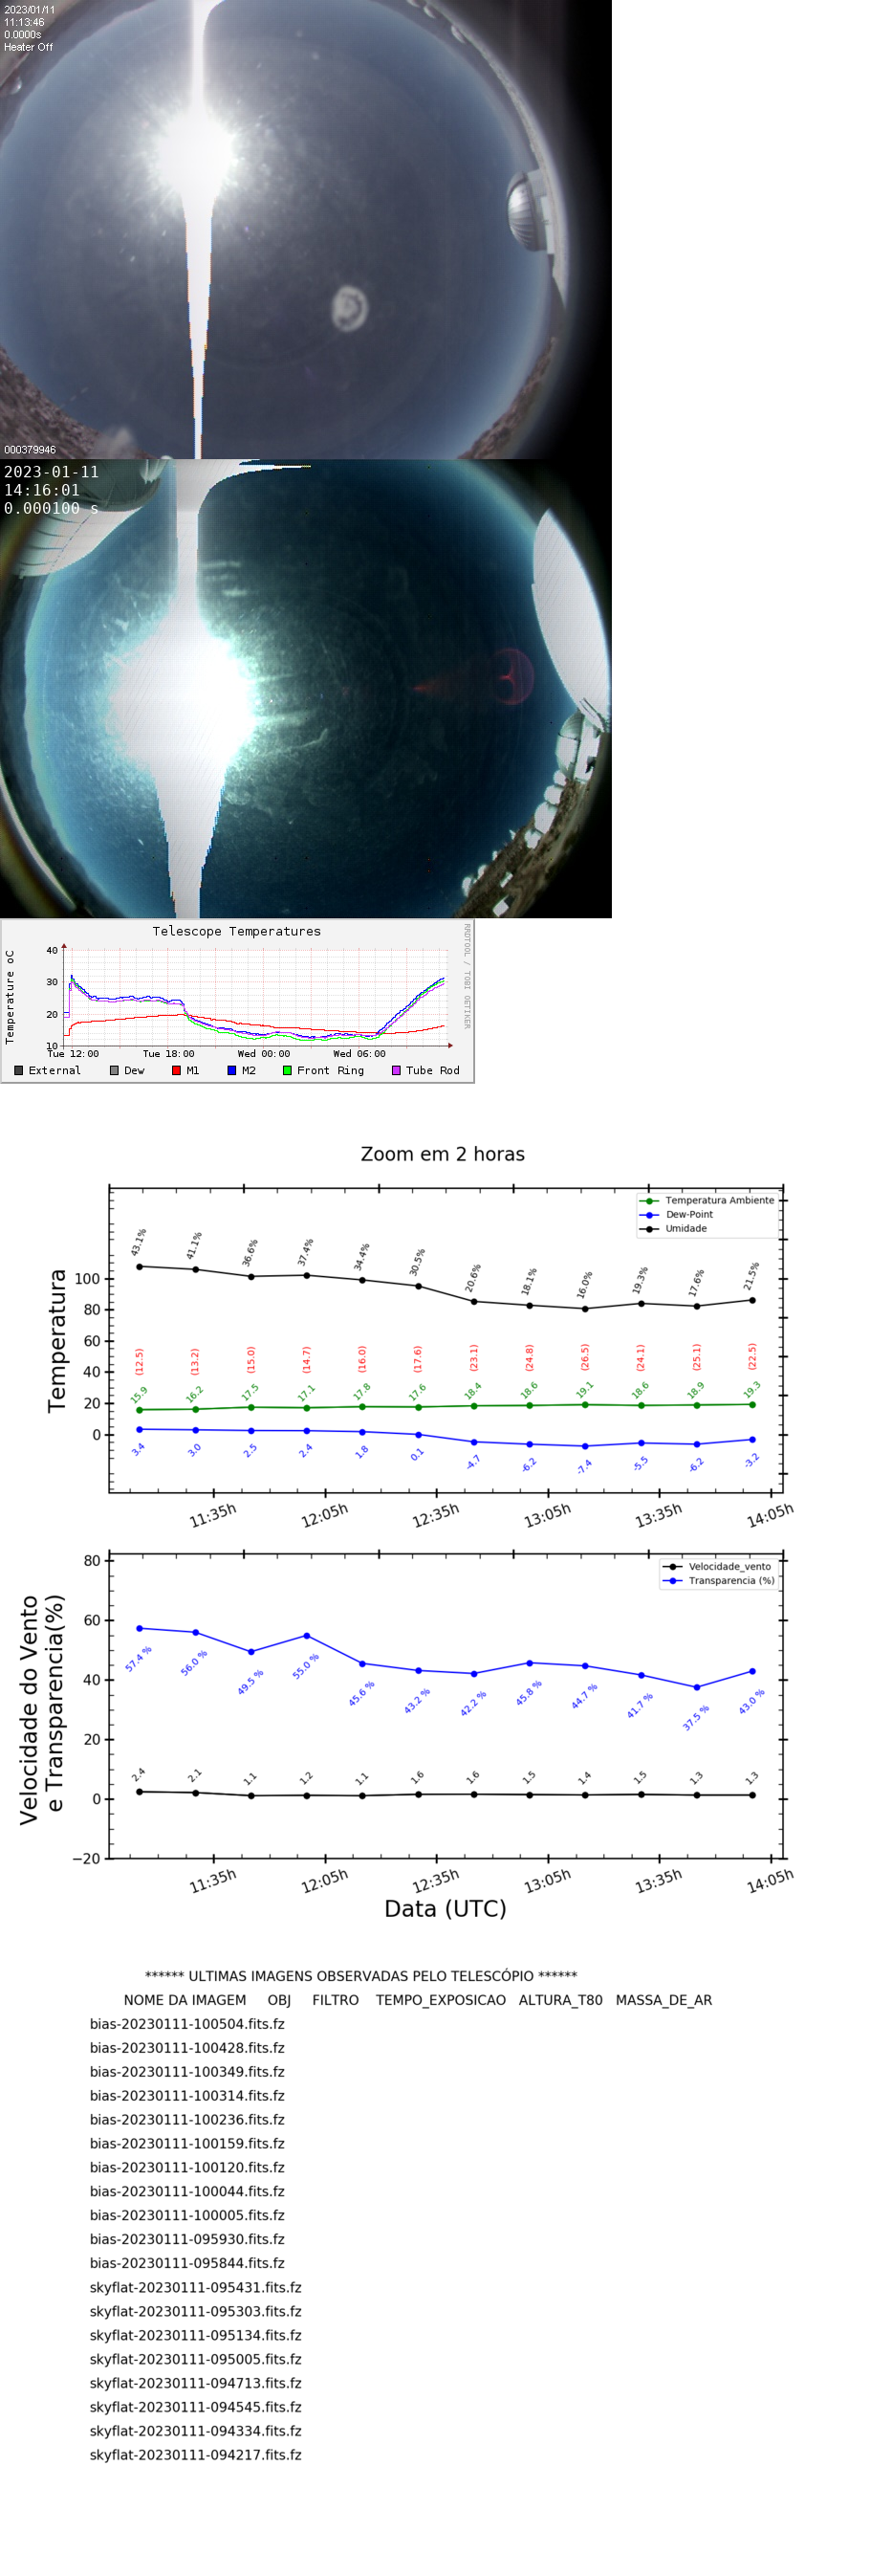 2023/01/11
11:13:46
0.0000s
Heater Off
000379946
2023-01-11
14:16:01
0.000100 s
Telescope Temperatures
RRDTOOL / TOBI OETIKER
Temperature oC
40
30
20
10
Tue 12:00 Tue 18:00 Wed 00:00 Wed 06:00
External Dew M1 M2 Front Ring Tube Rod
Zoom em 2 horas
Temperatura Ambiente
Dew-Point
Umidade
Temperatura
100
80
60
40
20
0
43.1% 41.1% 36.6% 37.4% 34.4% 30.5% 20.6% 18.1% 16.0% 19.3% 17.6% 21.5%
(12.5) (13.2) (15.0) (14.7) (16.0) (17.6) (23.1) (24.8) (26.5) (24.1) (25.1) (22.5)
15.9 16.2 17.5 17.1 17.8 17.6 18.4 18.6 19.1 18.6 18.9 19.3
3.4 3.0 2.5 2.4 1.8 0.1 -4.7 -6.2 -7.4 -5.5 -6.2 -3.2
11:35h 12:05h 12:35h 13:05h 13:35h 14:05h
Velocidade_vento
Transparencia (%)
Velocidade do Vento
e Transparencia(%)
80
60
40
20
0
−20
57.4 % 56.0 % 49.5 % 55.0 % 45.6 % 43.2 % 42.2 % 45.8 % 44.7 % 41.7 % 37.5 % 43.0 %
2.4 2.1 1.1 1.2 1.1 1.6 1.6 1.5 1.4 1.5 1.3 1.3
11:35h 12:05h 12:35h 13:05h 13:35h 14:05h
Data (UTC)
****** ULTIMAS IMAGENS OBSERVADAS PELO TELESCÓPIO ******
NOME DA IMAGEM OBJ FILTRO TEMPO_EXPOSICAO ALTURA_T80 MASSA_DE_AR
bias-20230111-100504.fits.fz
bias-20230111-100428.fits.fz
bias-20230111-100349.fits.fz
bias-20230111-100314.fits.fz
bias-20230111-100236.fits.fz
bias-20230111-100159.fits.fz
bias-20230111-100120.fits.fz
bias-20230111-100044.fits.fz
bias-20230111-100005.fits.fz
bias-20230111-095930.fits.fz
bias-20230111-095844.fits.fz
skyflat-20230111-095431.fits.fz
skyflat-20230111-095303.fits.fz
skyflat-20230111-095134.fits.fz
skyflat-20230111-095005.fits.fz
skyflat-20230111-094713.fits.fz
skyflat-20230111-094545.fits.fz
skyflat-20230111-094334.fits.fz
skyflat-20230111-094217.fits.fz